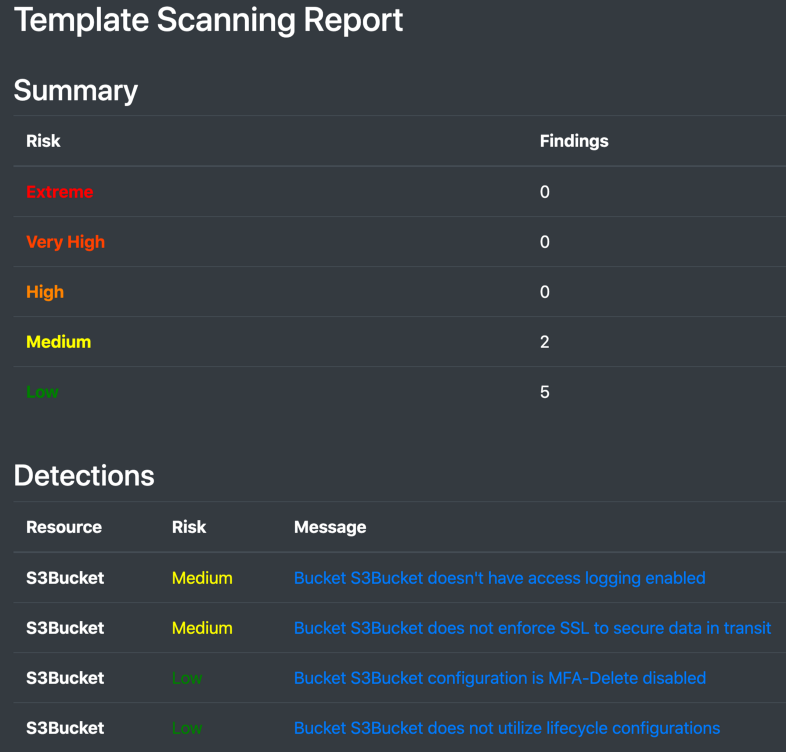 Template Scanning Report
Summary
Risk Findings
Extreme 0
Very High 0
High 0
Medium 2
Low 5
Detections
Resource Risk Message
S3Bucket Medium Bucket S3Bucket doesn't have access logging enabled
S3Bucket Medium Bucket S3Bucket does not enforce SSL to secure data in transit
S3Bucket Low Bucket S3Bucket configuration is MFA-Delete disabled
S3Bucket Low Bucket S3Bucket does not utilize lifecycle configurations